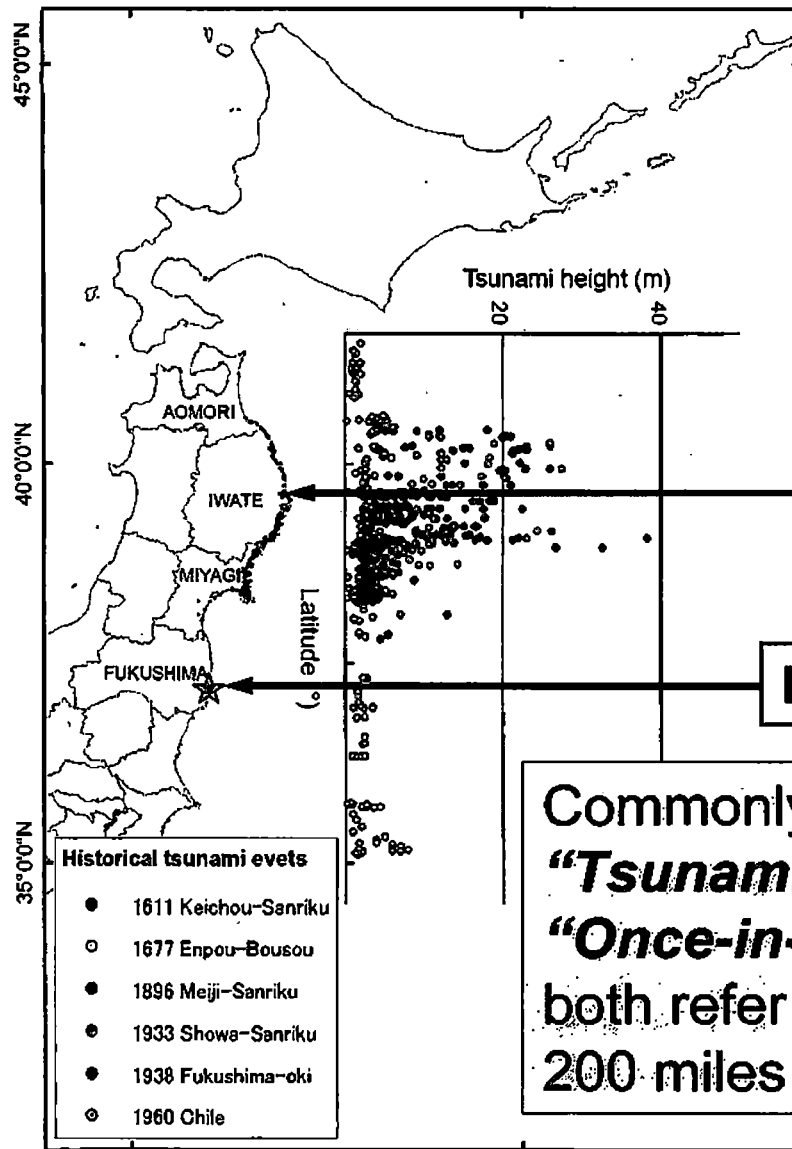 45°0'0"N
Tsunami height (m)
20
40
AOMORI
40°0'0"N
IWATE
MIYAGI
Latitude (°)
FUKUSHIMA
35°0'0"N
Historical tsunami evets
1611 Keichou-Sanriku
1677 Enpou-Bousou
1896 Meiji-Sanriku
1933 Showa-Sanriku
1938 Fukushima-oki
1960 Chile
Commonly
"Tsunam
"Once-in-
both refer
200 miles